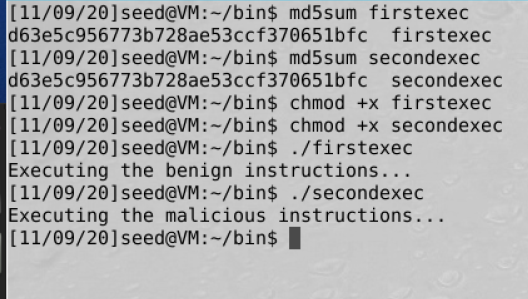 [11/09/20]seed@VM:~/bin$ md5sum firstexec
d63e5c956773b728ae53ccf370651bfc  firstexec
[11/09/20]seed@VM:~/bin$ md5sum secondexec
d63e5c956773b728ae53ccf370651bfc  secondexec
[11/09/20]seed@VM:~/bin$ chmod +x firstexec
[11/09/20]seed@VM:~/bin$ chmod +x secondexec
[11/09/20]seed@VM:~/bin$ ./firstexec
Executing the benign instructions...
[11/09/20]seed@VM:~/bin$ ./secondexec
Executing the malicious instructions...
[11/09/20]seed@VM:~/bin$